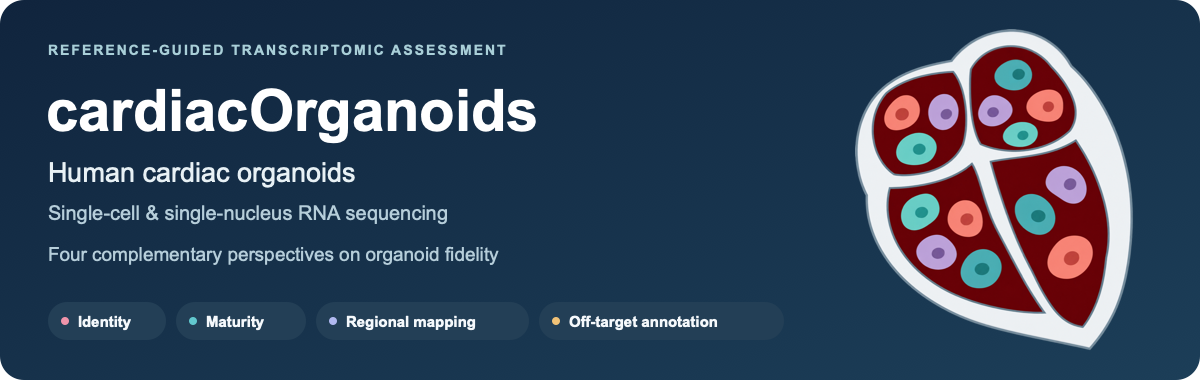 REFERENCE-GUIDED TRANSCRIPTOMIC ASSESSMENT
cardiacOrganoids
Human cardiac organoids
Single-cell & single-nucleus RNA sequencing
Four complementary perspectives on organoid fidelity
Identity
Maturity
Regional mapping
Off-target annotation